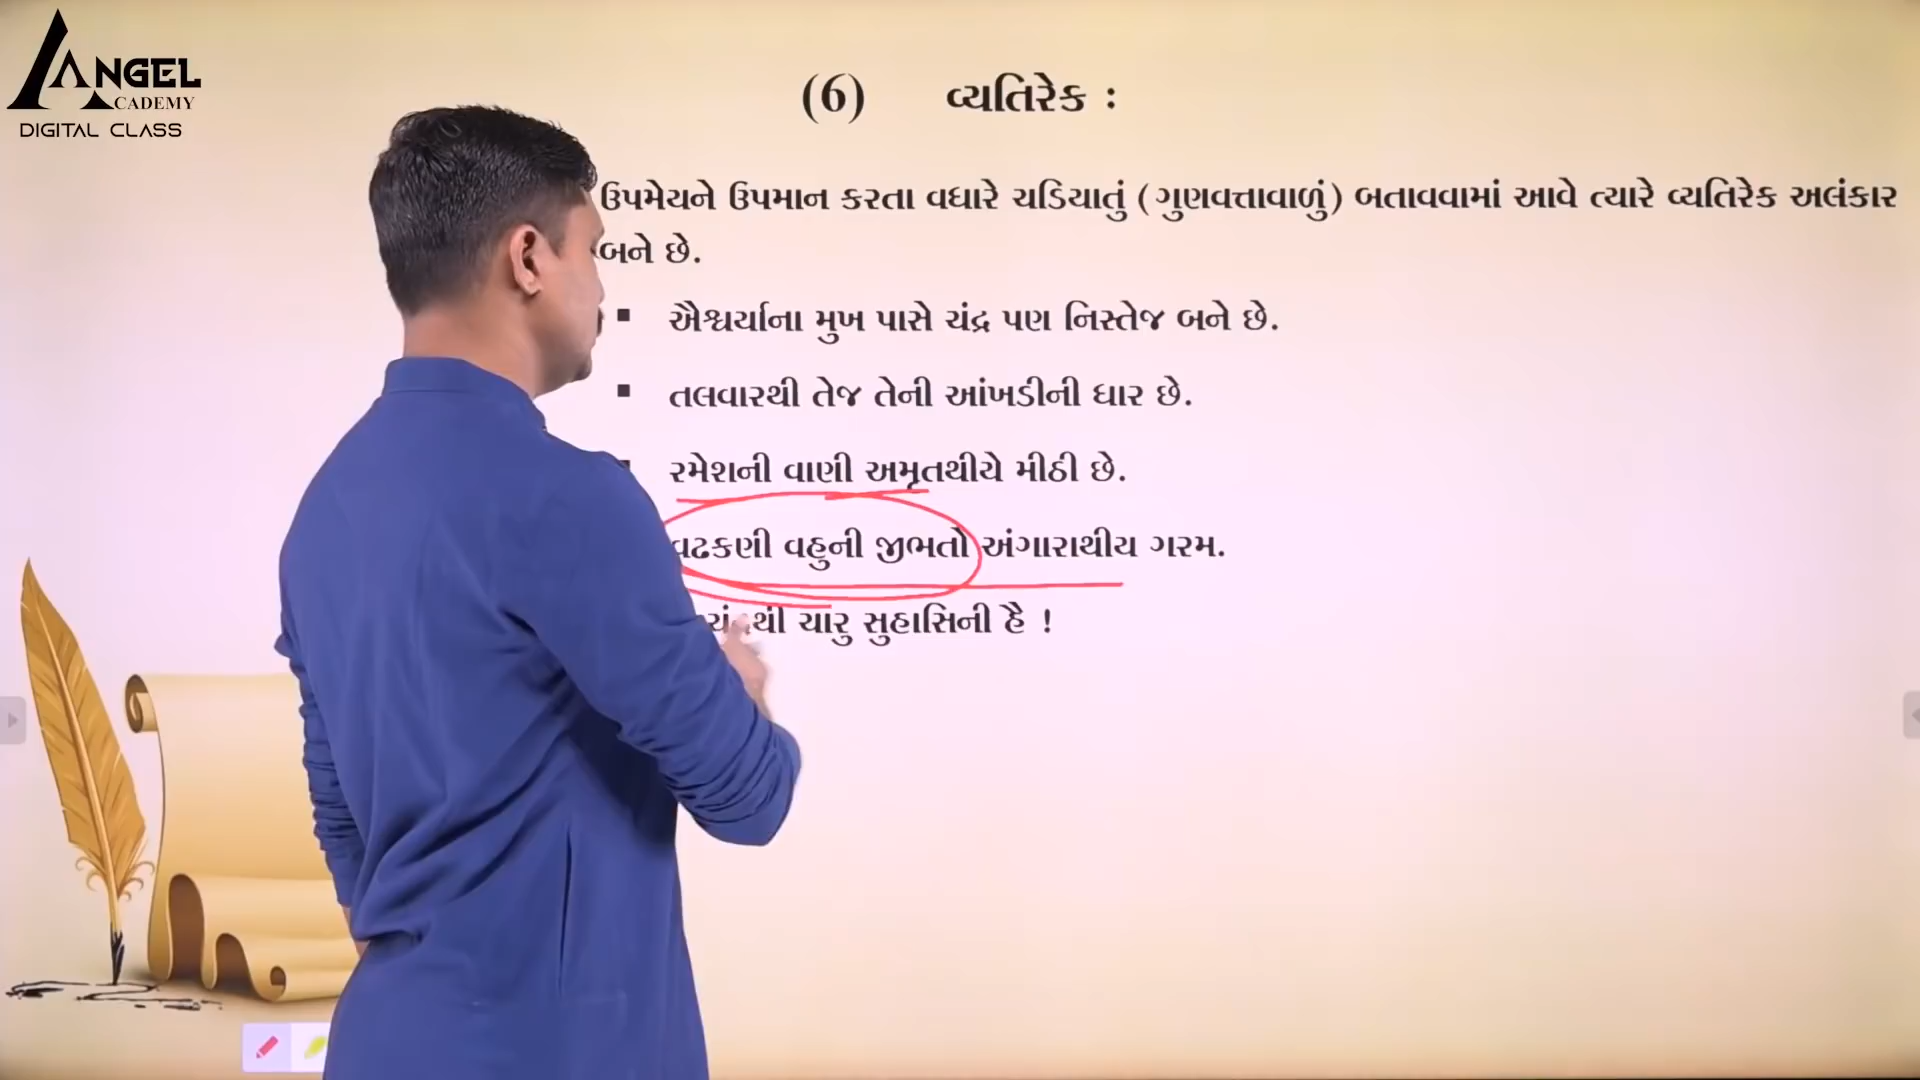 ANGEL
ACADEMY
DIGITAL CLASS
(6) વ્યતિરેક :
ઉપમેયને ઉપમાન કરતા વધારે ચડિયાતું (ગુણવત્તાવાળું) બતાવવામાં આવે ત્યારે વ્યતિરેક અલંકાર
બને છે.
▪ ઐશ્વર્યાના મુખ પાસે ચંદ્ર પણ નિસ્તેજ બને છે.
▪ તલવારથી તેજ તેની આંખડીની ધાર છે.
▪ રમેશની વાણી અમૃતથીયે મીઠી છે.
વઢકણી વહુની જીભતો અંગારાથીય ગરમ.
ચારુ સુહાસિની હૈ !